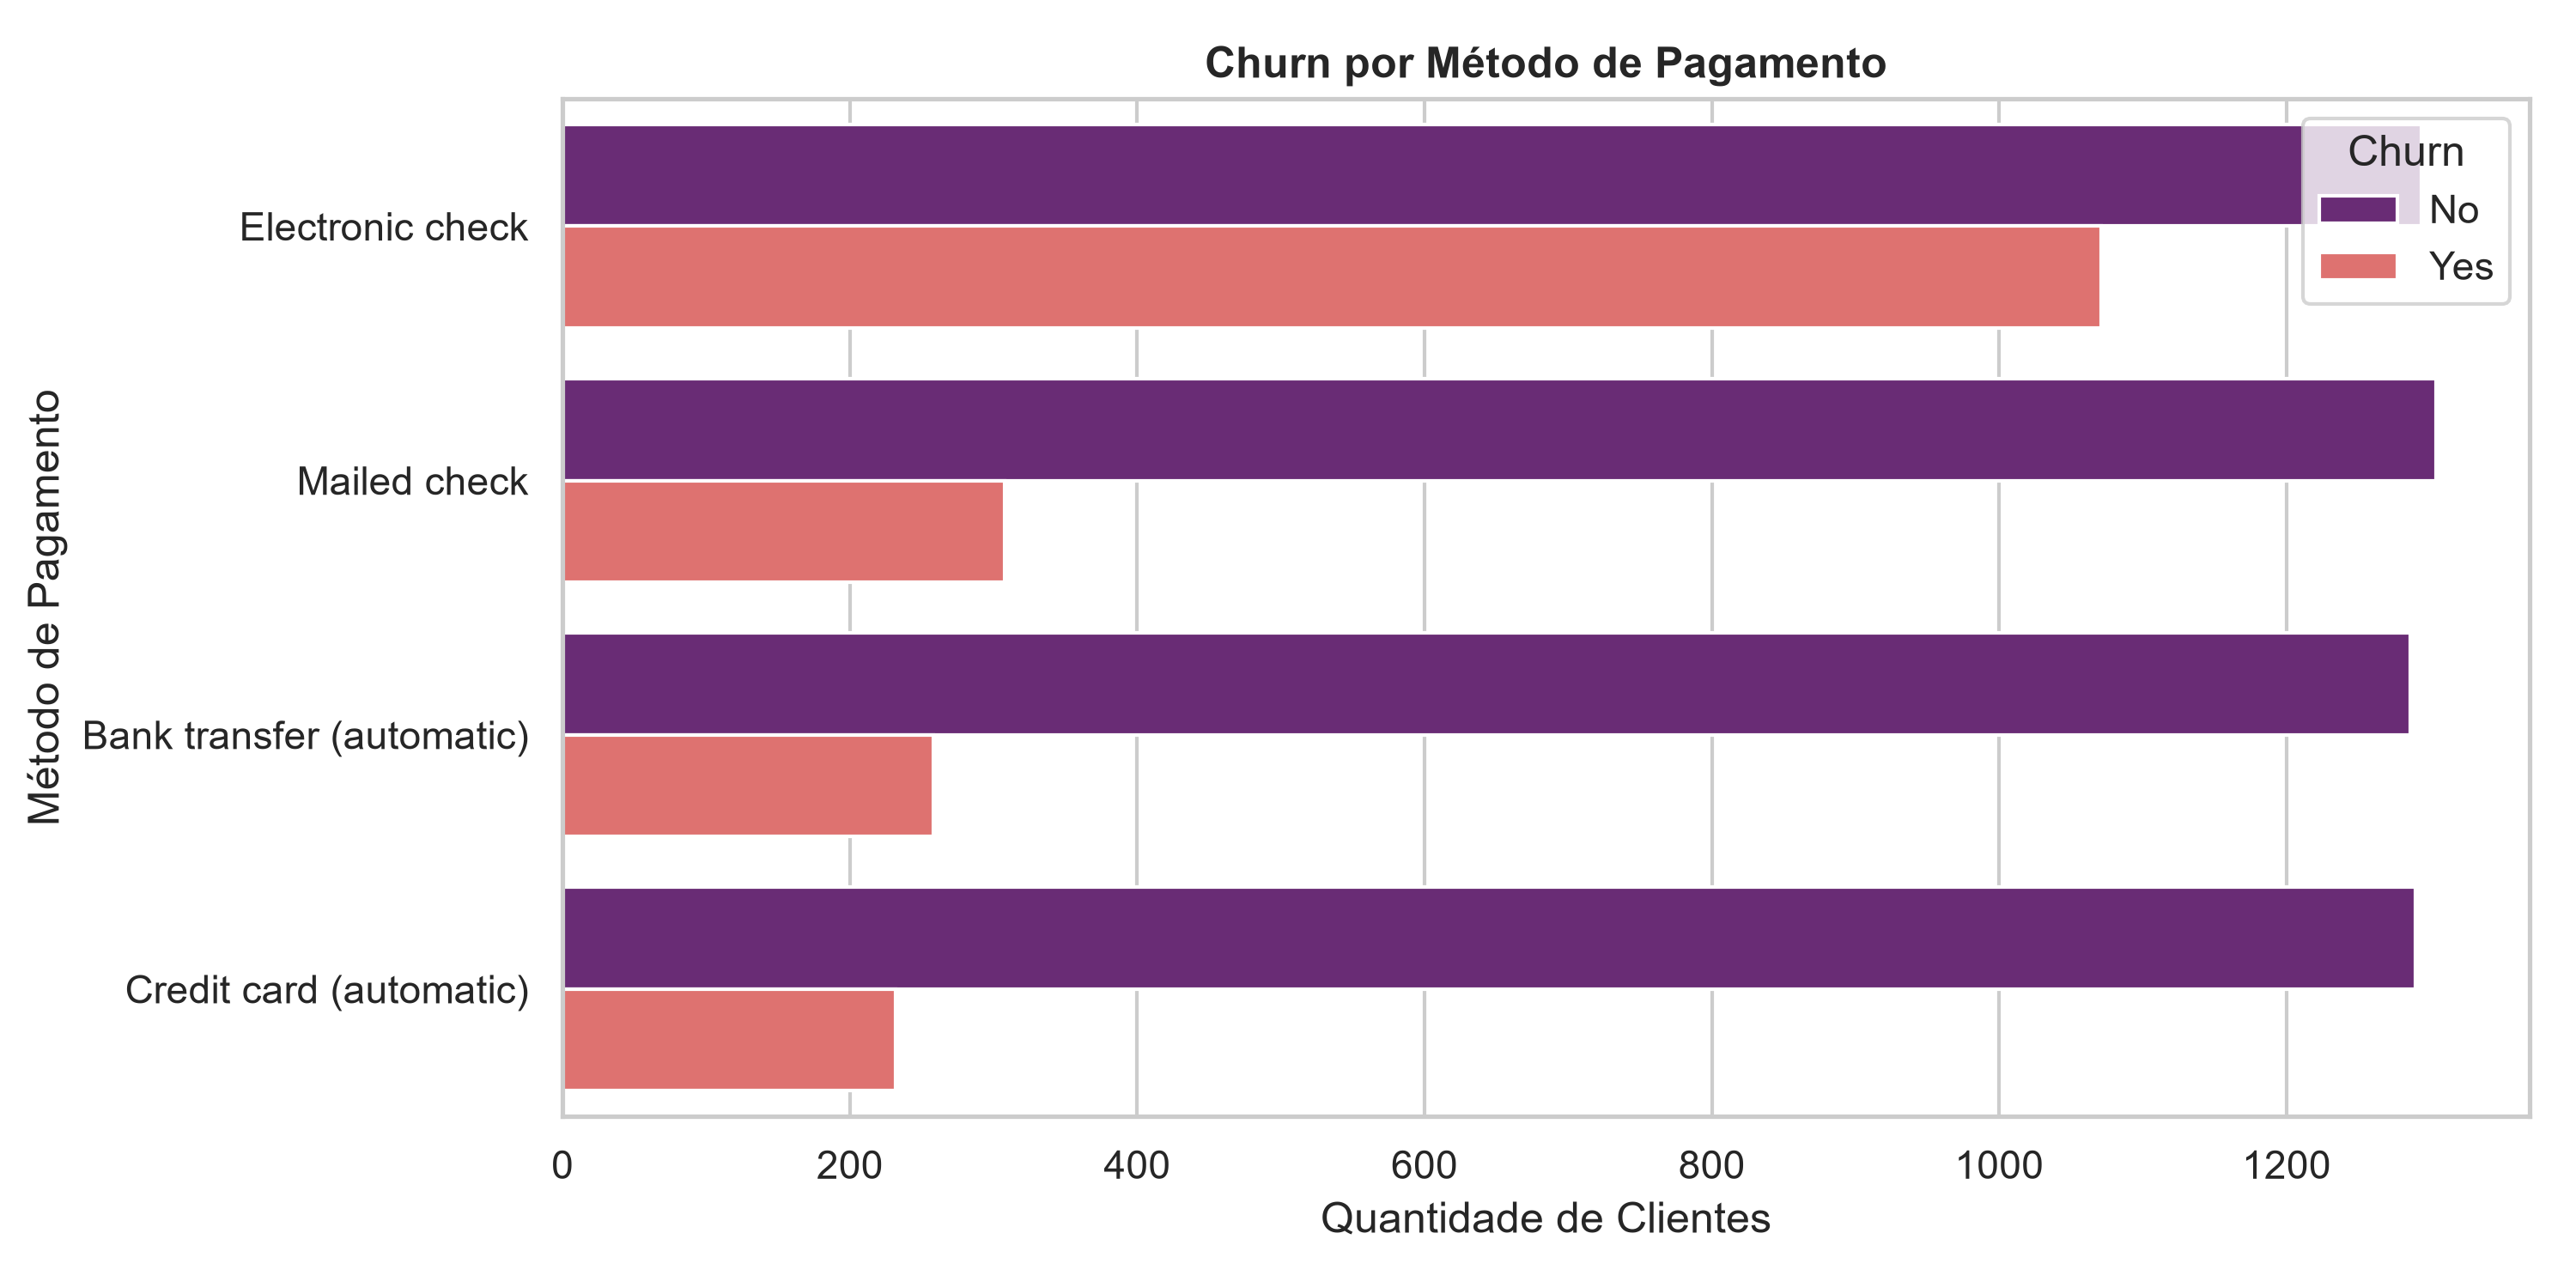 Churn por Método de Pagamento
Churn
No
Yes
Método de Pagamento
Electronic check
Mailed check
Bank transfer (automatic)
Credit card (automatic)
0 200 400 600 800 1000 1200
Quantidade de Clientes